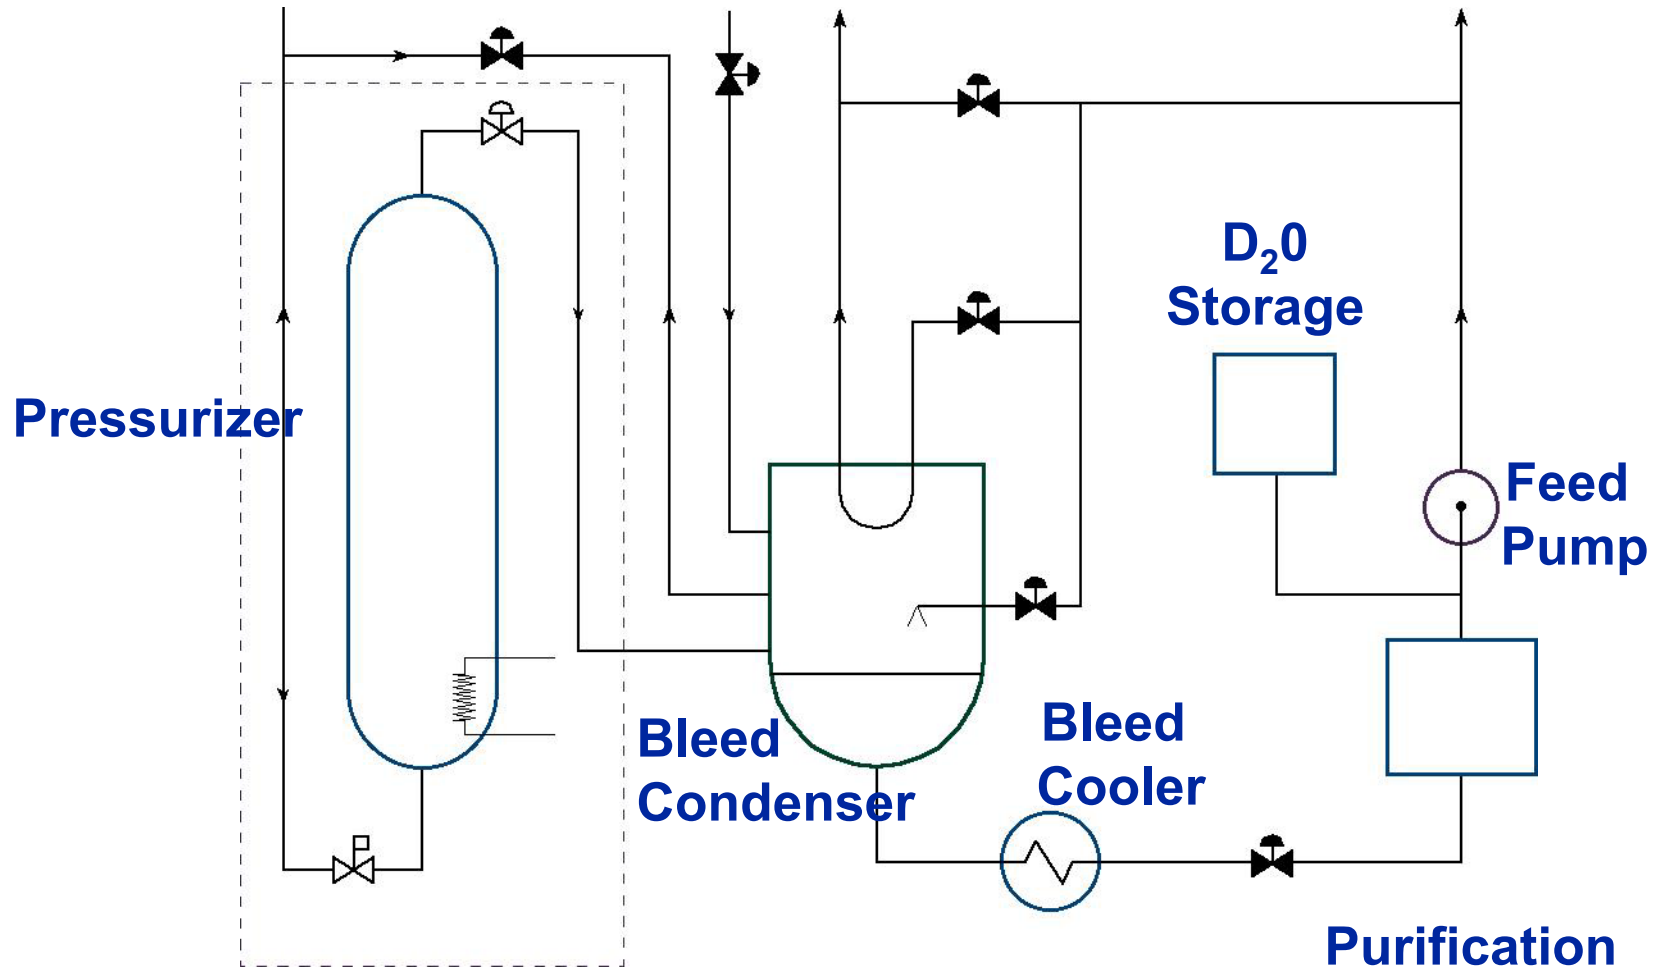 D₂0
Storage
Pressurizer
Feed
Pump
Bleed
Condenser
Bleed
Cooler
Purification